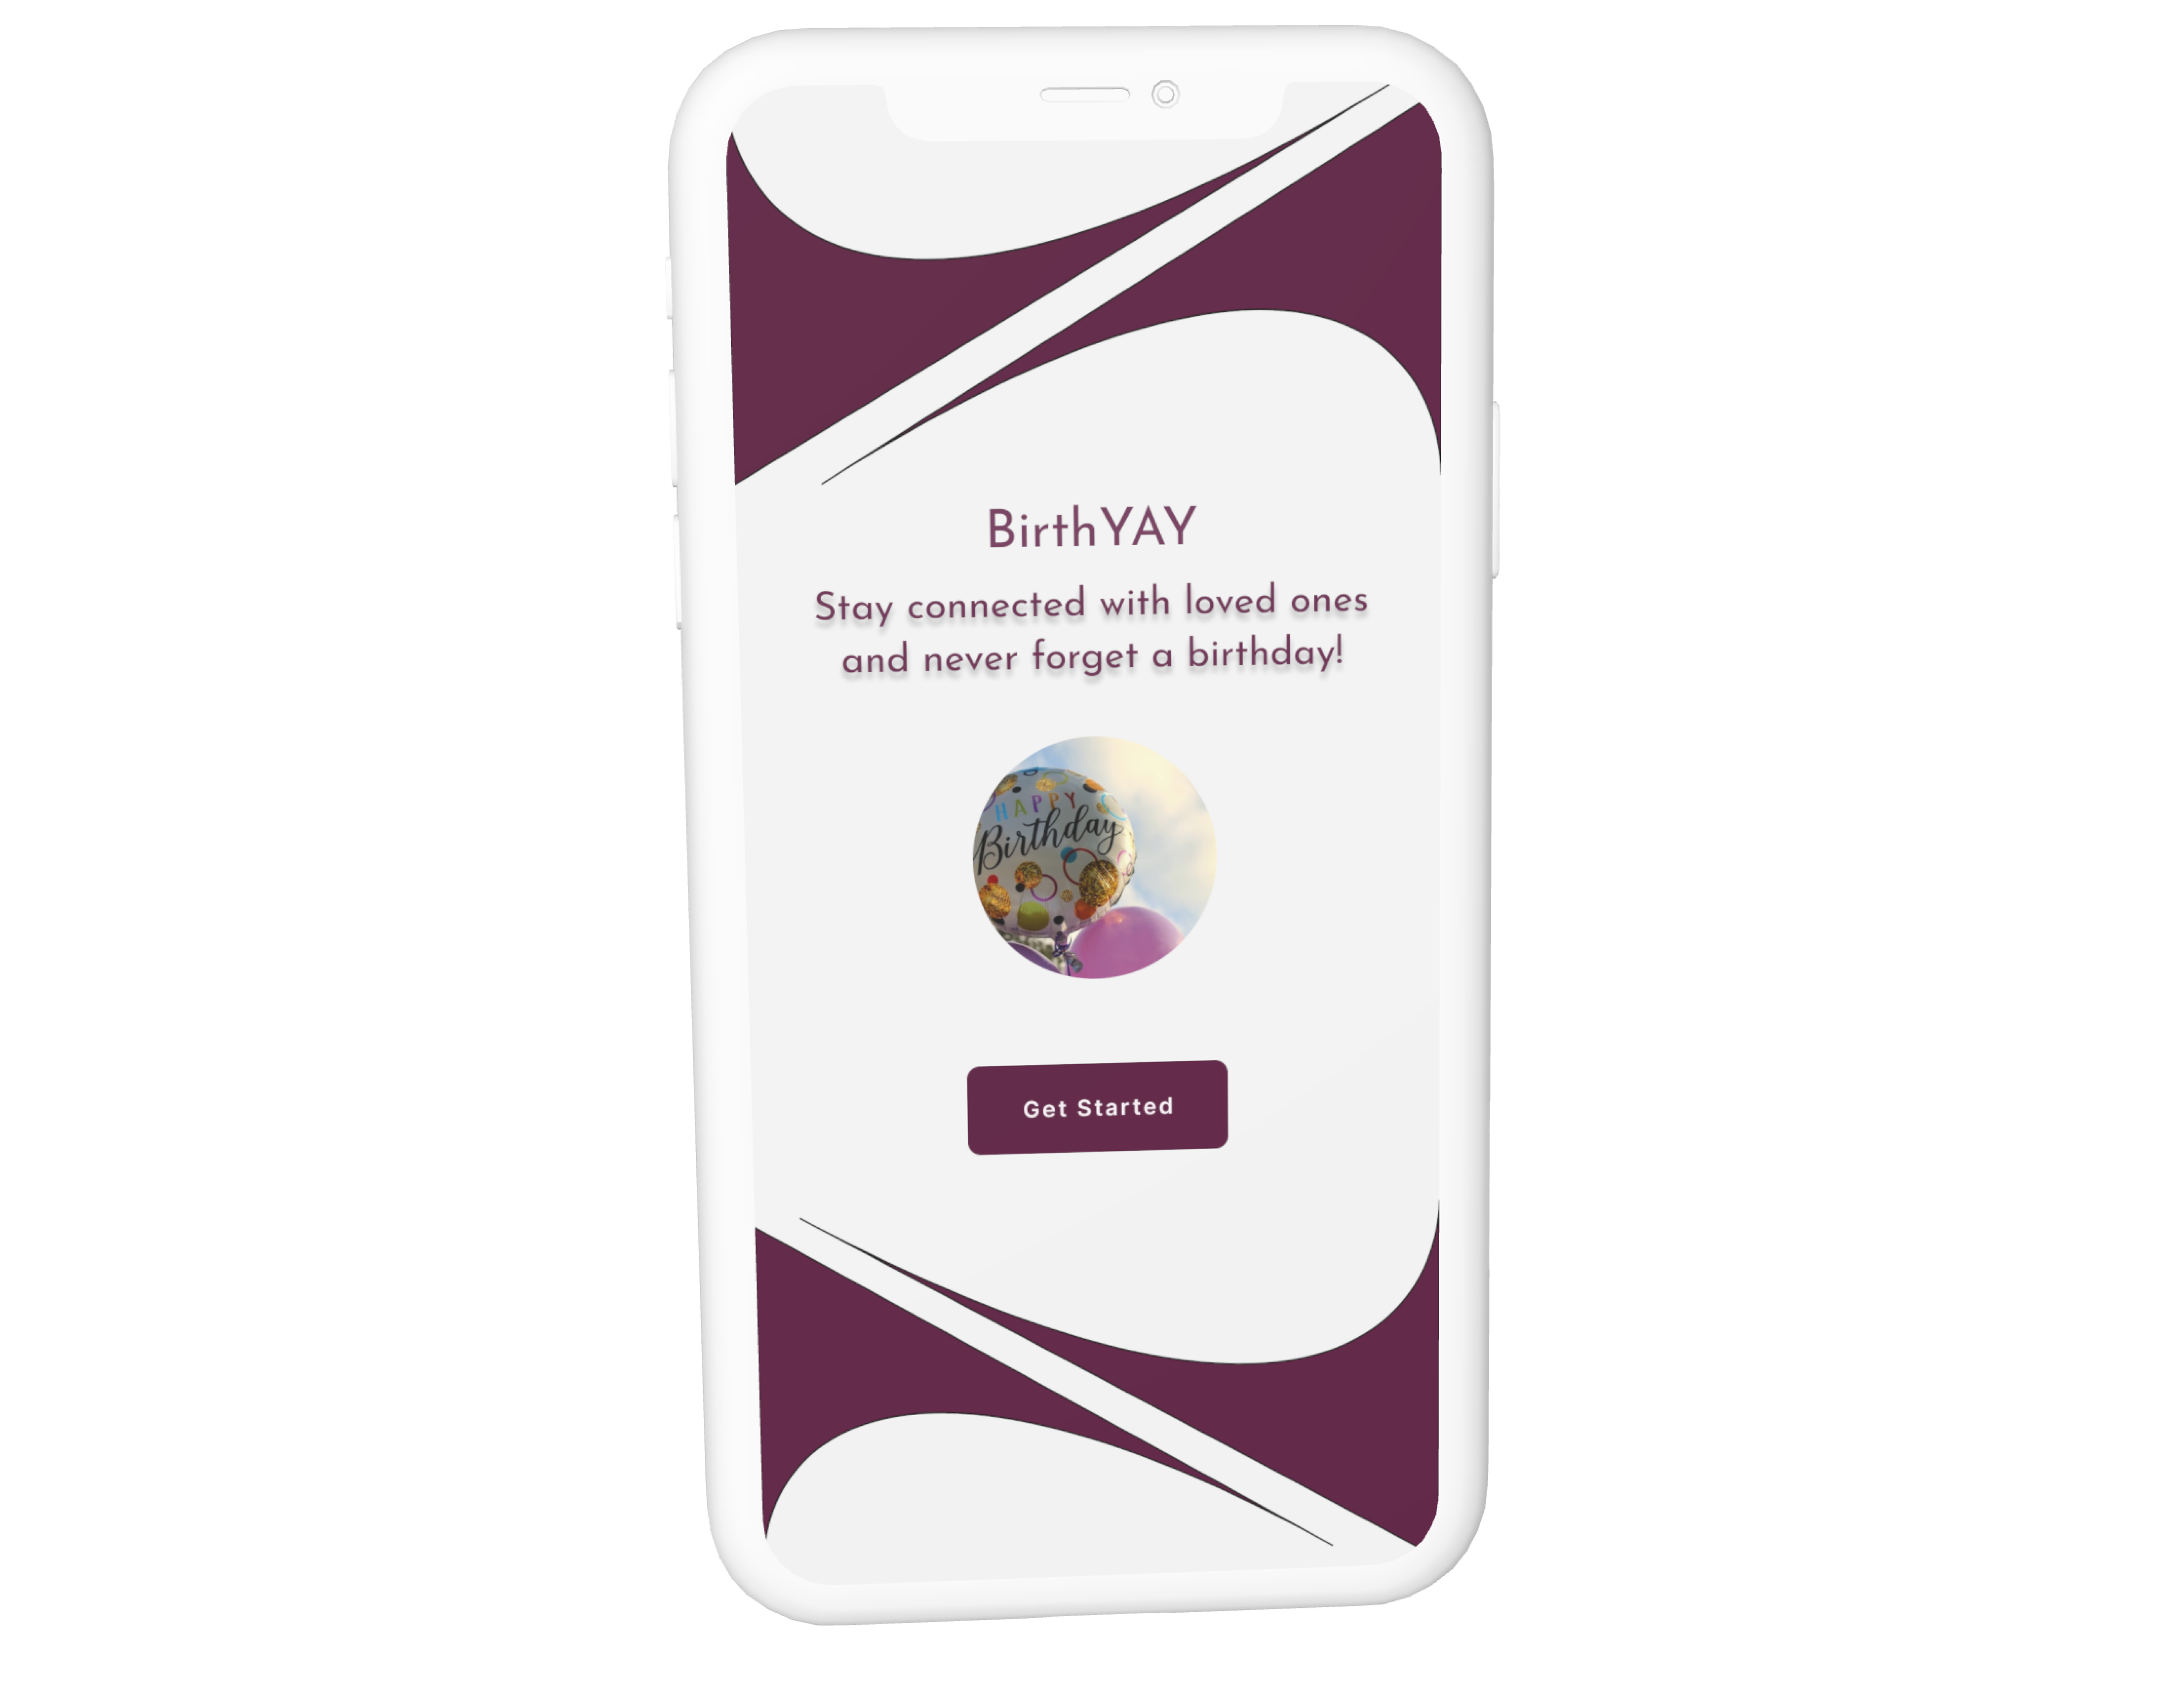 BirthYAY
Stay connected with loved ones
and never forget a birthday!
HAPPY
Birthday
Get Started